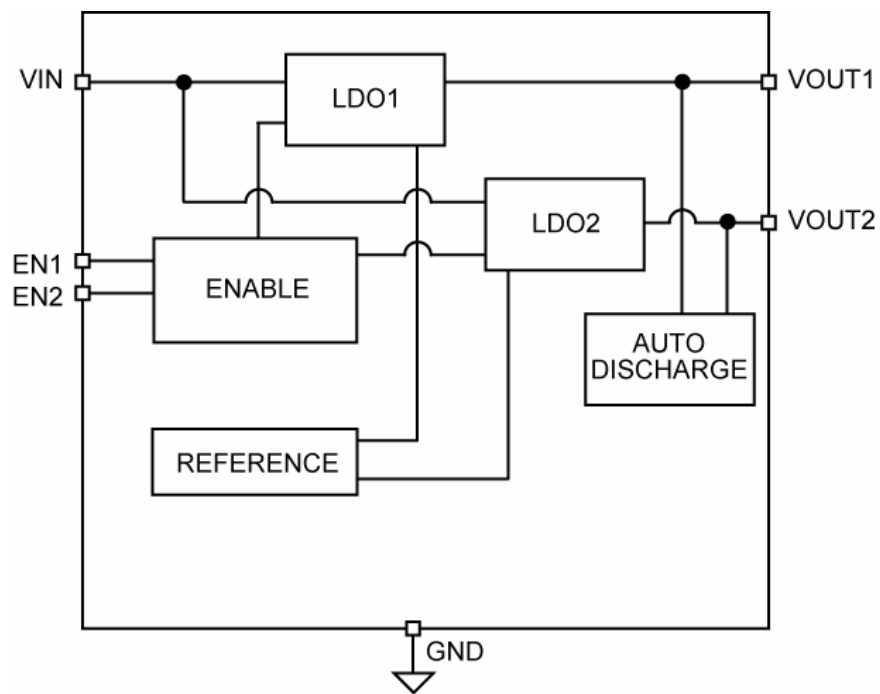 VIN
LDO1
VOUT1
LDO2
VOUT2
EN1
EN2
ENABLE
AUTO
DISCHARGE
REFERENCE
GND